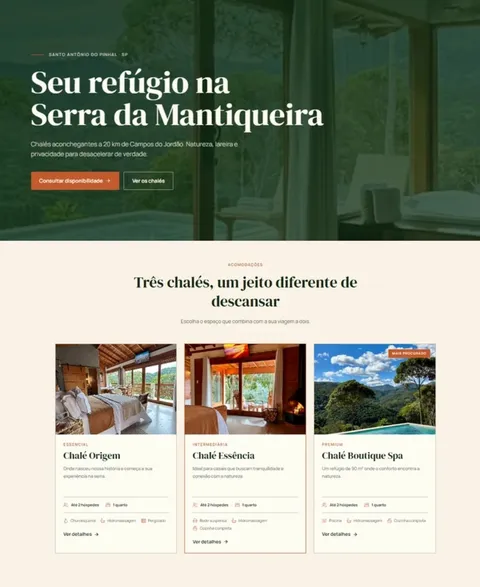 SANTO ANTÔNIO DO PINHAL · SP
Seu refúgio na
Serra da Mantiqueira
Chalés aconchegantes a 20 km de Campos do Jordão. Natureza, lareira e
privacidade para desacelerar de verdade.
Consultar disponibilidade →
Ver os chalés
ACOMODAÇÕES
Três chalés, um jeito diferente de
descansar
Escolha o espaço que combina com a sua viagem a dois.
MAIS PROCURADO
ESSENCIAL
Chalé Origem
Onde nasceu nossa história e começa a sua
experiência na serra.
Até 2 hóspedes
1 quarto
Hidromassagem
Pergolado
Ver detalhes →
INTERMEDIÁRIA
Chalé Essência
Ideal para casais que buscam tranquilidade e
conexão com a natureza.
Até 2 hóspedes
1 quarto
Hidromassagem
Cozinha completa
Ver detalhes →
PREMIUM
Chalé Boutique Spa
Um refúgio de 90 m² onde o conforto encontra a
natureza.
Até 2 hóspedes
1 quarto
Piscina
Hidromassagem
Cozinha completa
Ver detalhes →